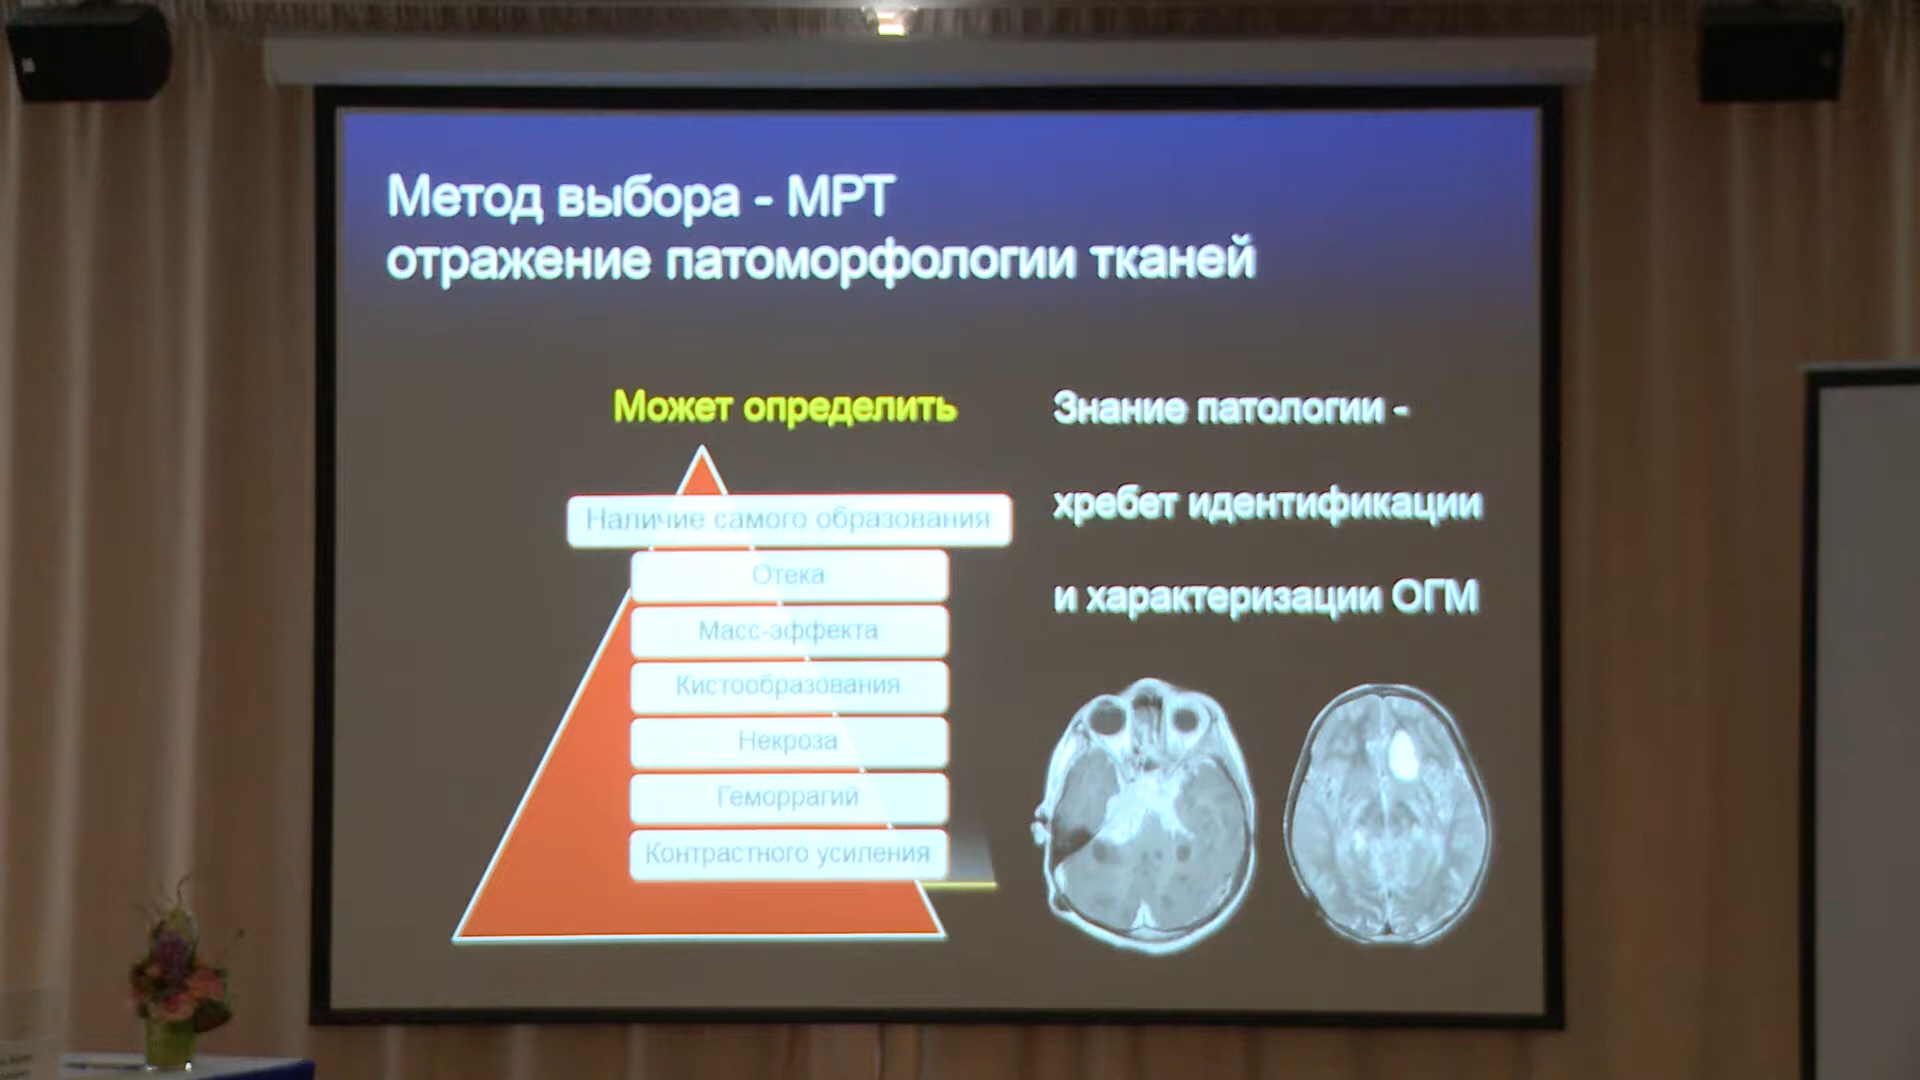 Метод выбора - МРТ
отражение патоморфологии тканей
Может определить
Наличие самого образования
Отека
Масс-эффекта
Кистообразования
Некроза
Геморрагий
Контрастного усиления
Знание патологии -
хребет идентификации
и характеризации ОГМ